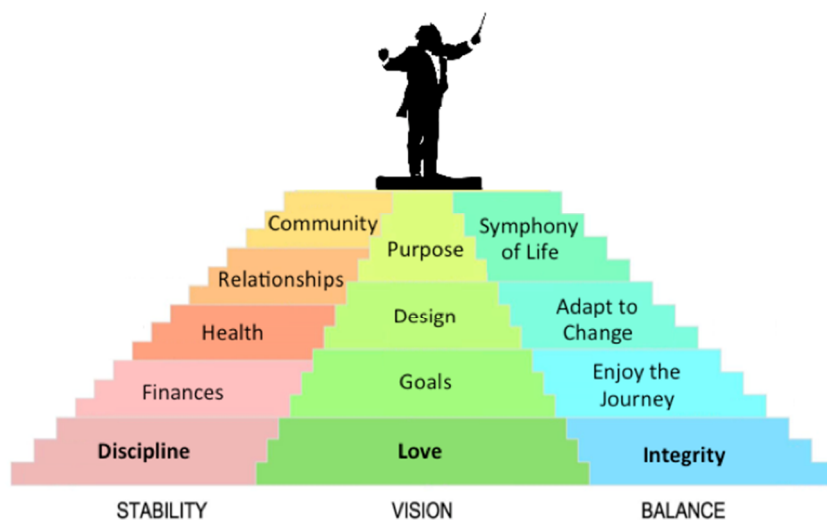 Community
Purpose
Symphony
of Life
Relationships
Health
Design
Adapt to
Change
Finances
Goals
Enjoy the
Journey
Discipline
Love
Integrity
STABILITY
VISION
BALANCE